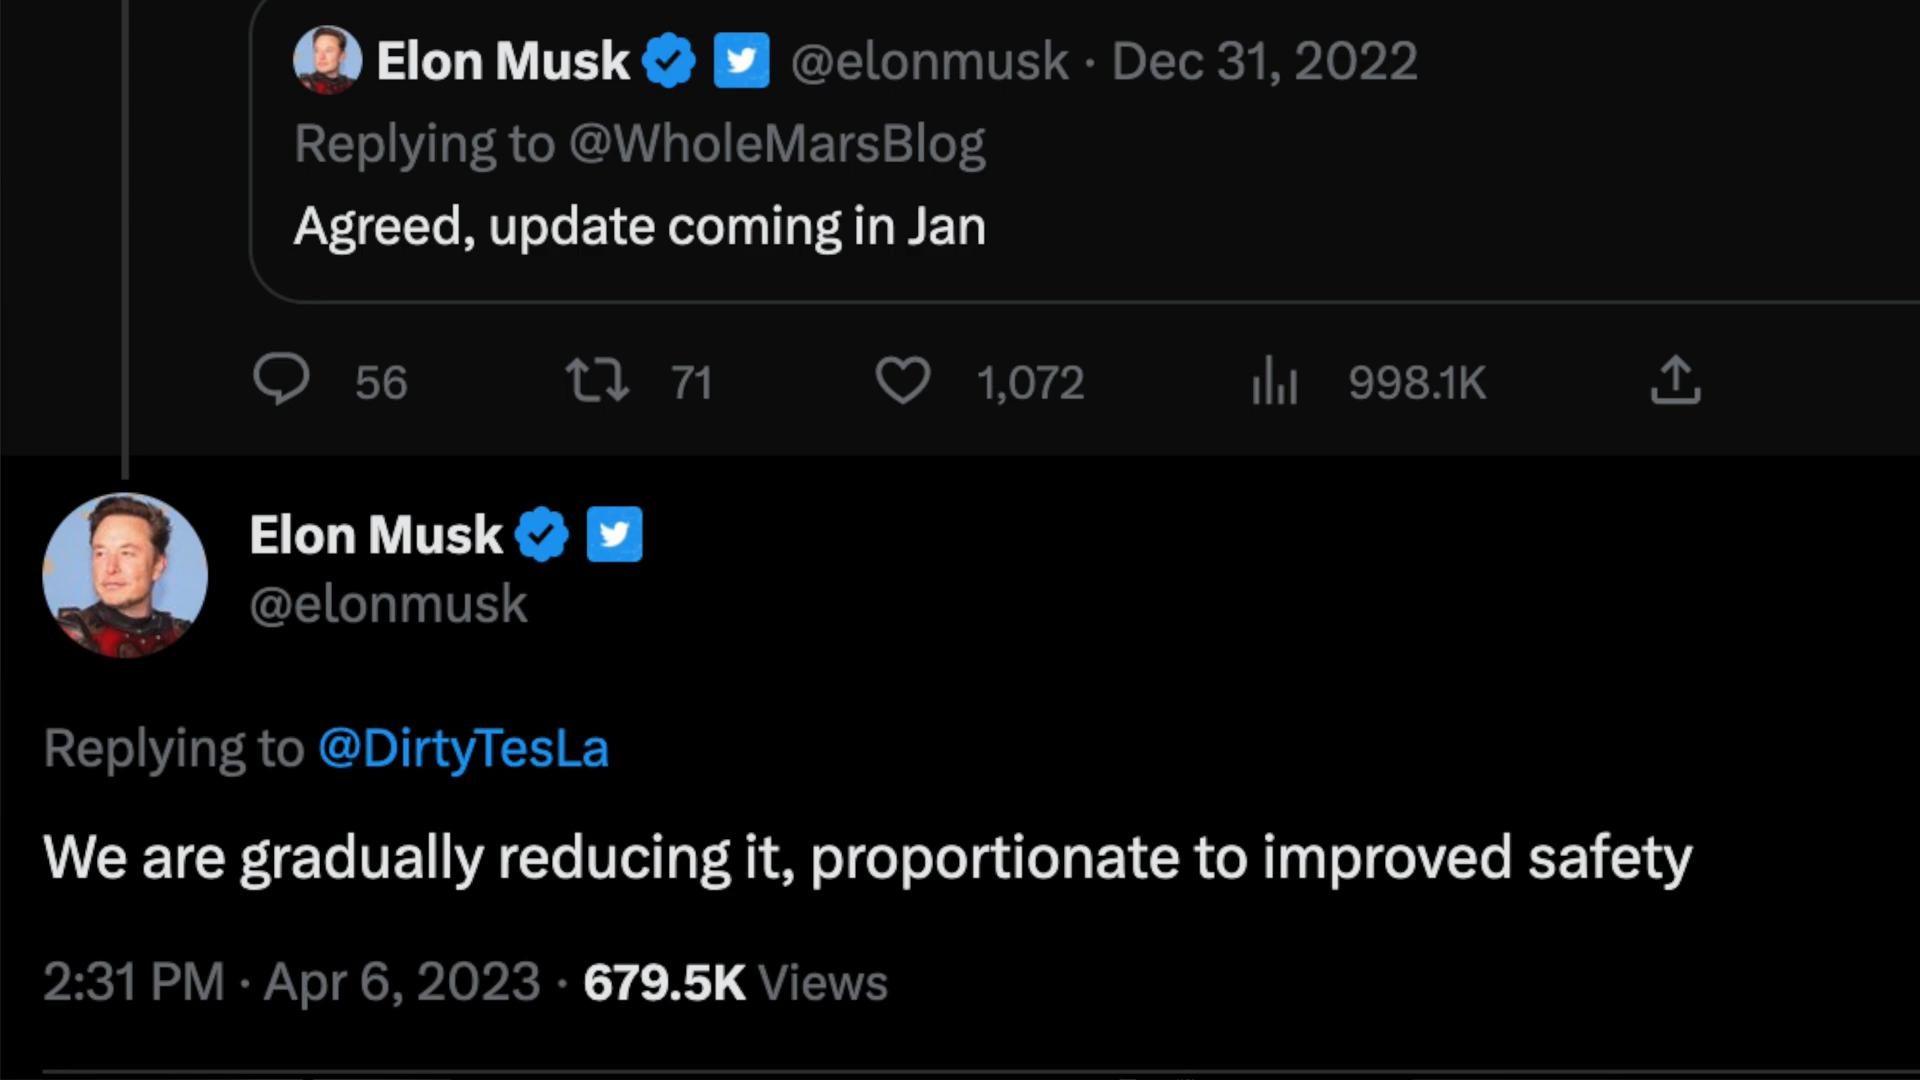 Elon Musk @elonmusk · Dec 31, 2022
Replying to @WholeMarsBlog
Agreed, update coming in Jan
56 71 1,072 998.1K
Elon Musk
@elonmusk
Replying to @DirtyTesLa
We are gradually reducing it, proportionate to improved safety
2:31 PM · Apr 6, 2023 · 679.5K Views